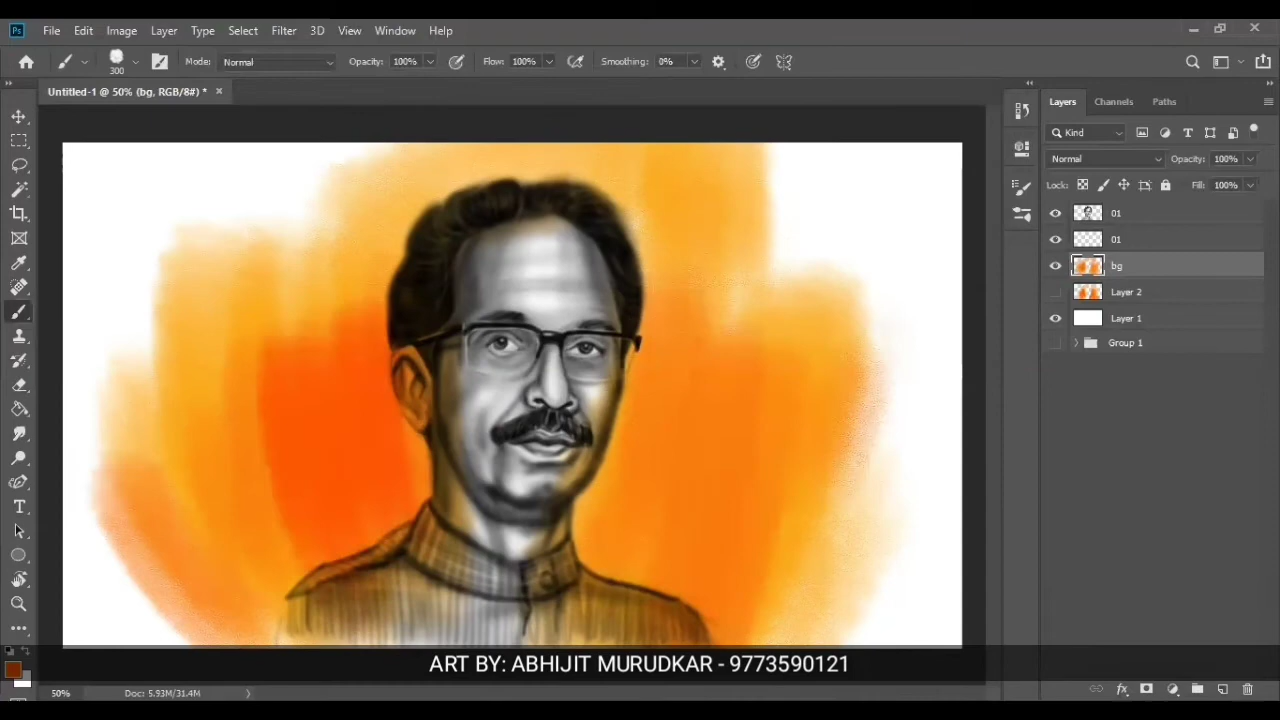 Ps File Edit Image Layer Type Select Filter 3D View Window Help
300 Mode: Normal Opacity: 100% Flow: 100% Smoothing: 0%
Untitled-1 @ 50% (bg, RGB/8#) * ×
Layers Channels Paths
Kind
Normal Opacity: 100%
Lock: Fill: 100%
01
01
bg
Layer 2
Layer 1
Group 1
ART BY: ABHIJIT MURUDKAR - 9773590121
50% Doc: 5.93M/31.4M